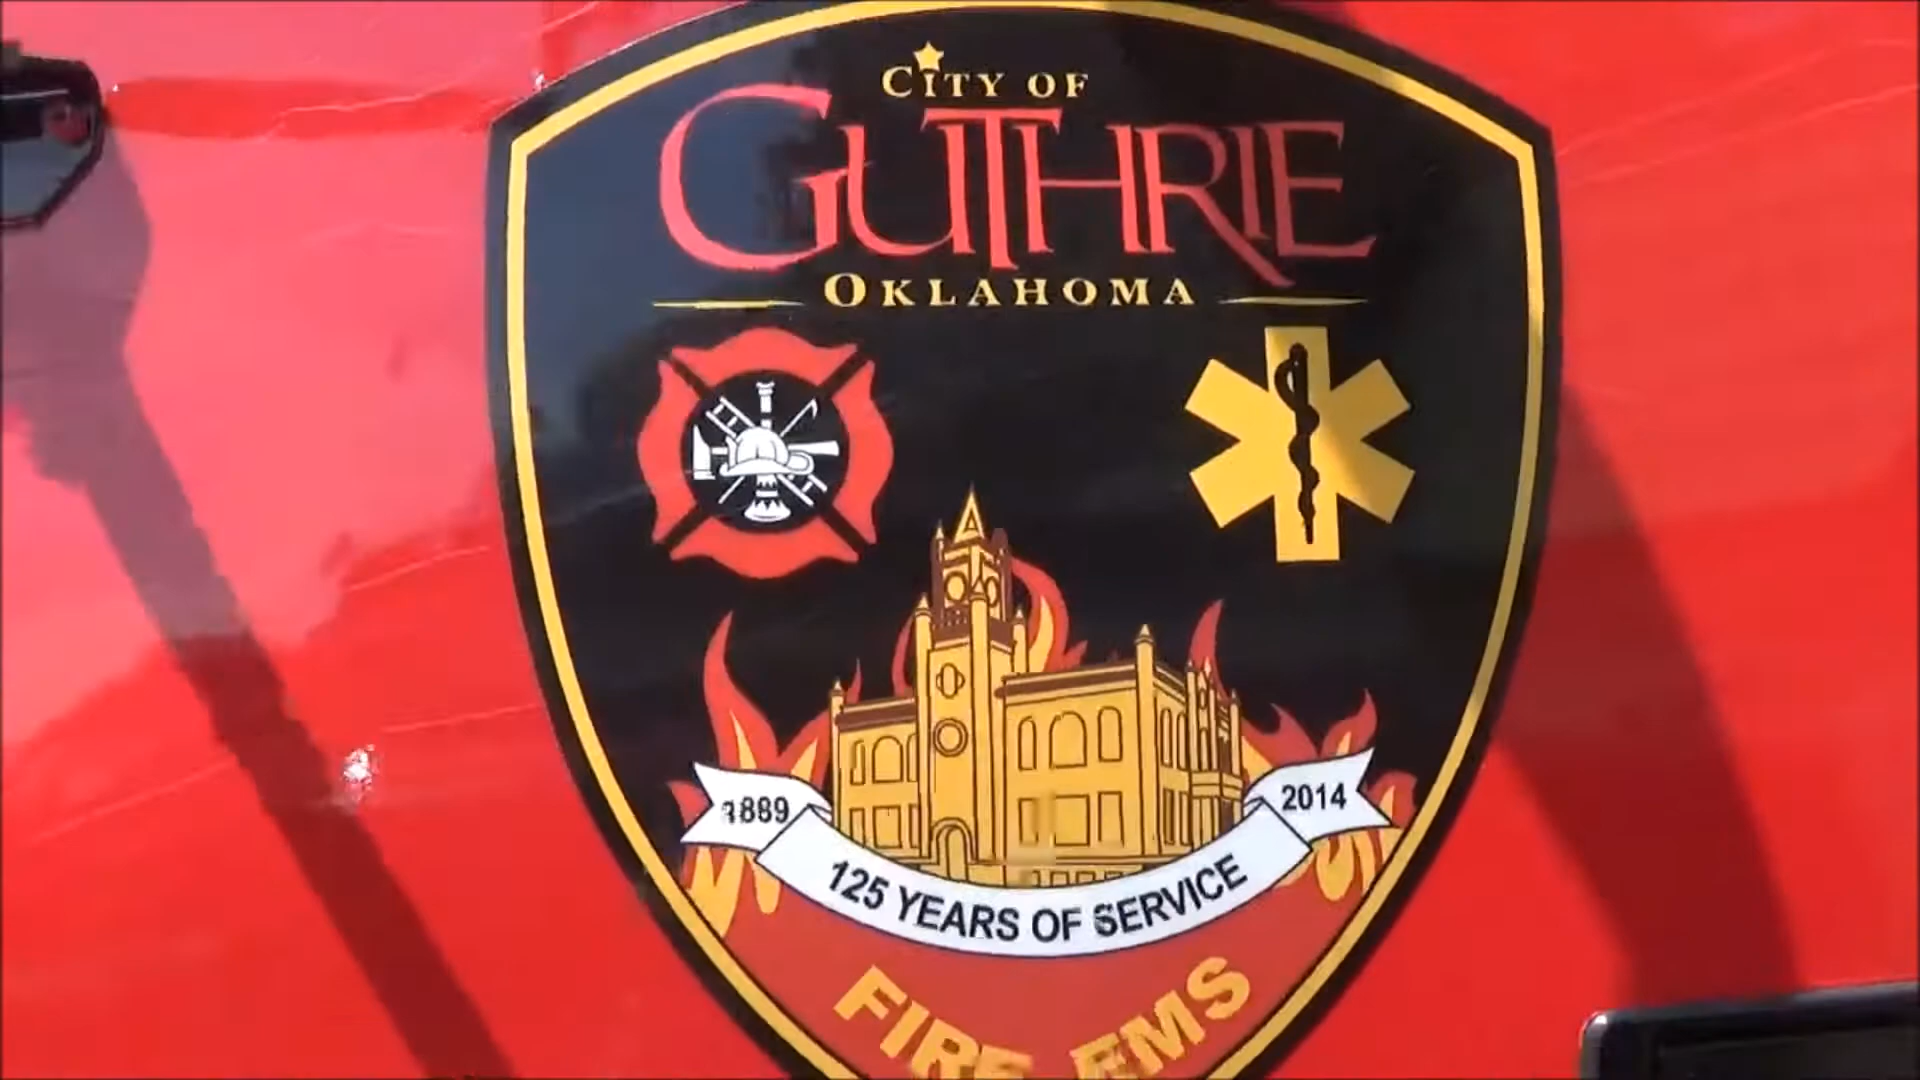 CITY OF
GUTHRIE
OKLAHOMA
1889
2014
125 YEARS OF SERVICE
FIRE EMS